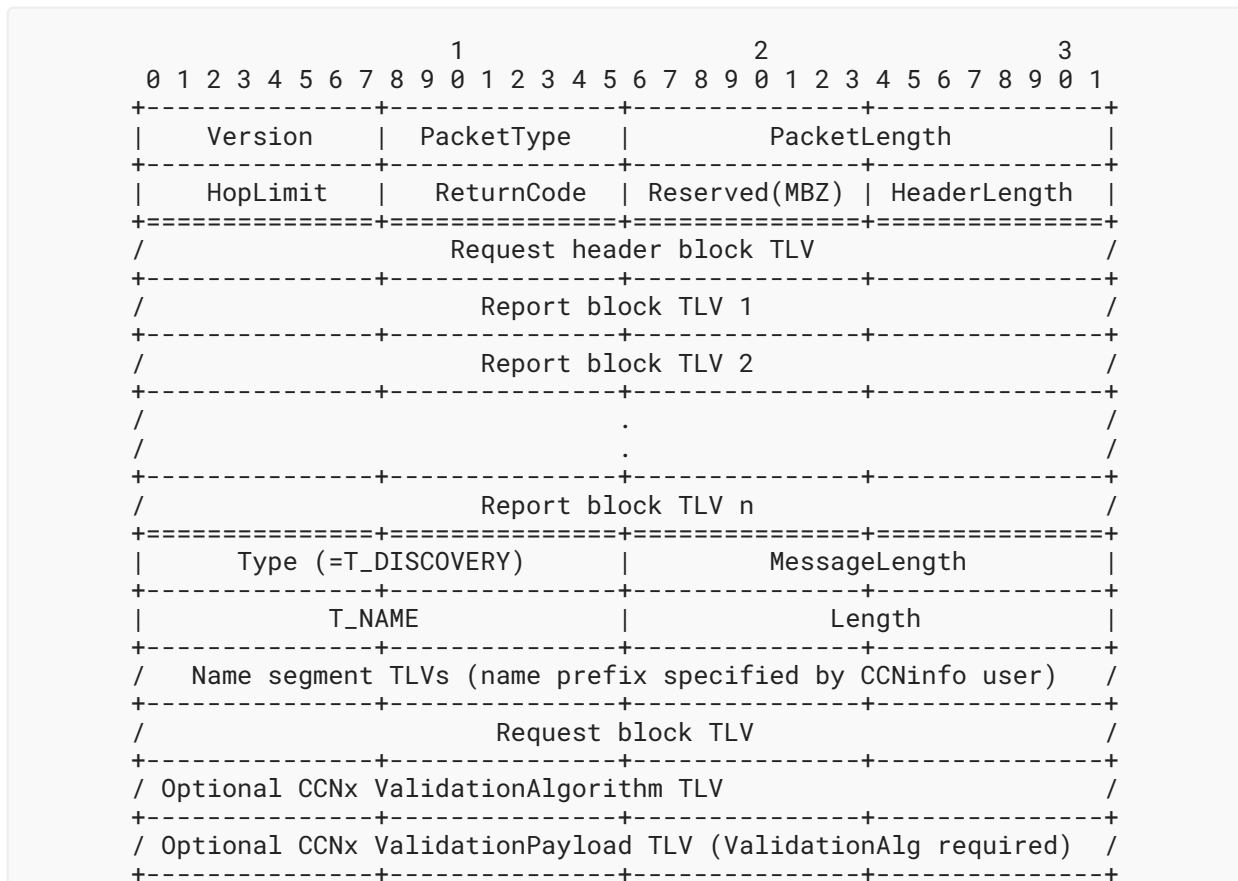 1                   2                   3
 0 1 2 3 4 5 6 7 8 9 0 1 2 3 4 5 6 7 8 9 0 1 2 3 4 5 6 7 8 9 0 1
+---------------+---------------+---------------+---------------+
|    Version    |  PacketType   |         PacketLength          |
+---------------+---------------+---------------+---------------+
|    HopLimit   |   ReturnCode  | Reserved(MBZ) | HeaderLength  |
+===============+===============+===============+===============+
/                    Request header block TLV                   /
+---------------+---------------+---------------+---------------+
/                      Report block TLV 1                       /
+---------------+---------------+---------------+---------------+
/                      Report block TLV 2                       /
+---------------+---------------+---------------+---------------+
/                               .                               /
/                               .                               /
+---------------+---------------+---------------+---------------+
/                      Report block TLV n                       /
+===============+===============+===============+===============+
|      Type (=T_DISCOVERY)      |         MessageLength         |
+---------------+---------------+---------------+---------------+
|            T_NAME             |             Length            |
+---------------+---------------+---------------+---------------+
/   Name segment TLVs (name prefix specified by CCNinfo user)   /
+---------------+---------------+---------------+---------------+
/                       Request block TLV                       /
+---------------+---------------+---------------+---------------+
/ Optional CCNx ValidationAlgorithm TLV                         /
+---------------+---------------+---------------+---------------+
/ Optional CCNx ValidationPayload TLV (ValidationAlg required)  /
+---------------+---------------+---------------+---------------+